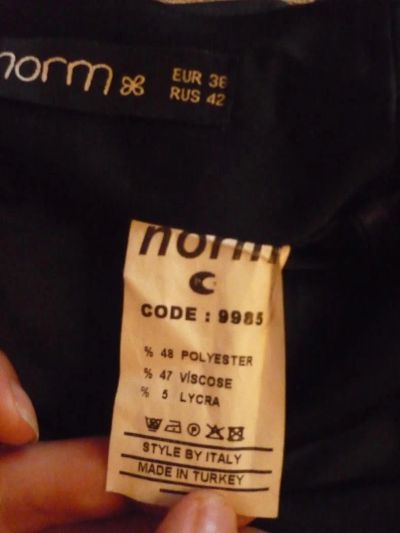 norm
EUR 36
RUS 42
norm
CODE : 9985
% 48 POLYESTER
% 47 VİSCOSE
% 5 LYCRA
STYLE BY ITALY
MADE IN TURKEY